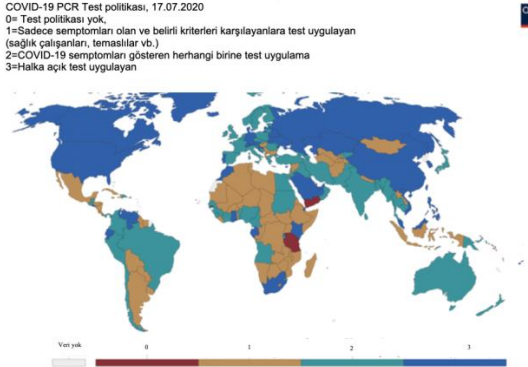 COVID-19 PCR Test politikası, 17.07.2020
0= Test politikası yok,
1=Sadece semptomları olan ve belirli kriterleri karşılayanlara test uygulayan
(sağlık çalışanları, temaslılar vb.)
2=COVID-19 semptomları gösteren herhangi birine test uygulama
3=Halka açık test uygulayan
Veri yok 0 1 2 3